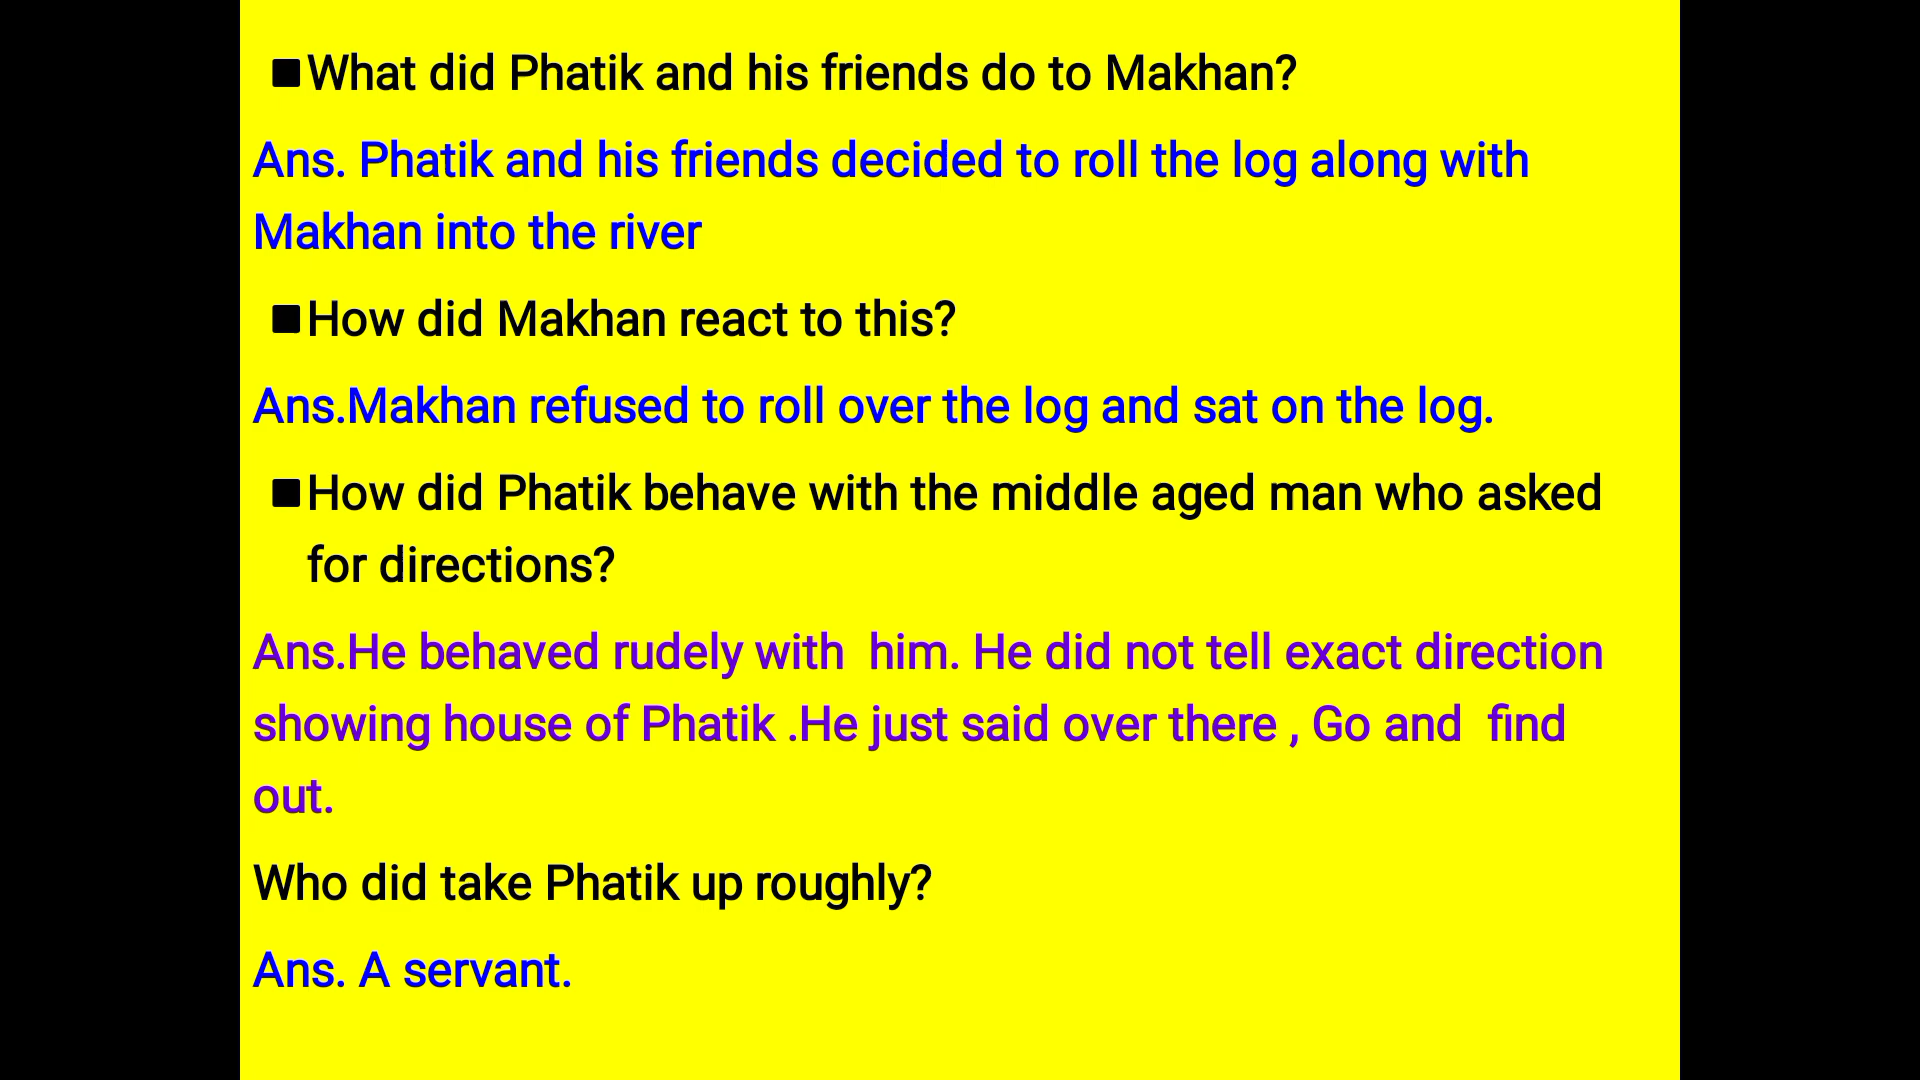 ■What did Phatik and his friends do to Makhan?
Ans. Phatik and his friends decided to roll the log along with
Makhan into the river
■How did Makhan react to this?
Ans.Makhan refused to roll over the log and sat on the log.
■How did Phatik behave with the middle aged man who asked
for directions?
Ans.He behaved rudely with  him. He did not tell exact direction
showing house of Phatik .He just said over there , Go and  find
out.
Who did take Phatik up roughly?
Ans. A servant.